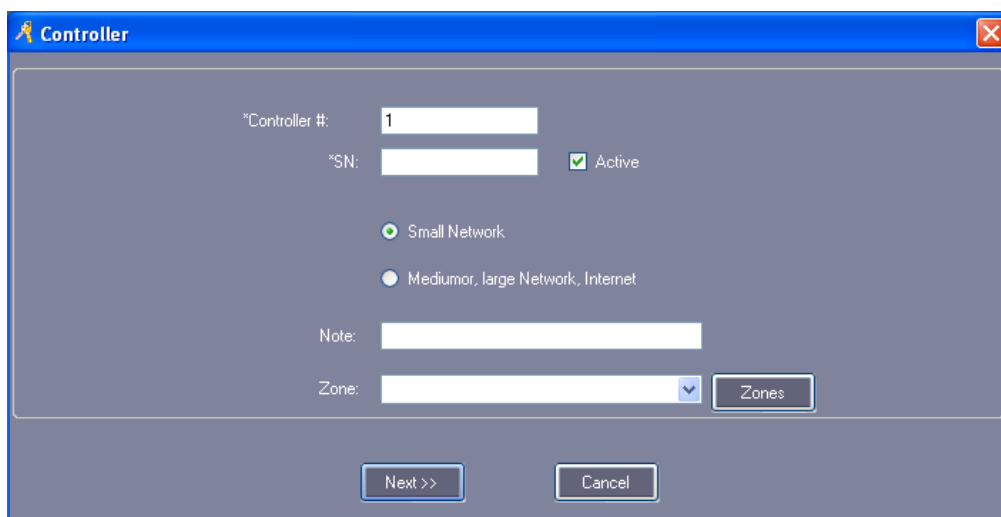 Controller
*Controller #: 1
*SN: Active
Small Network
Mediumor, large Network, Internet
Note:
Zone: Zones
Next >> Cancel